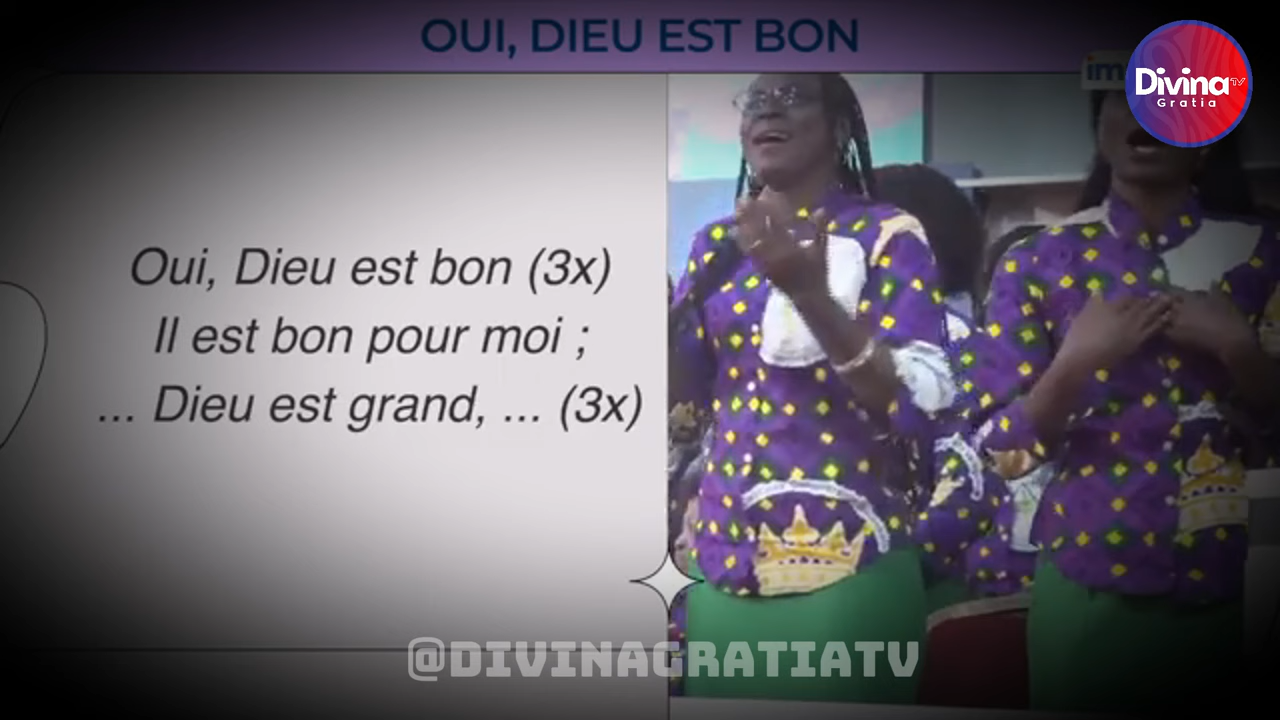 OUI, DIEU EST BON
Divina TV
Gratia
Oui, Dieu est bon (3x)
Il est bon pour moi ;
... Dieu est grand, ... (3x)
@DIVINAGRATIATV